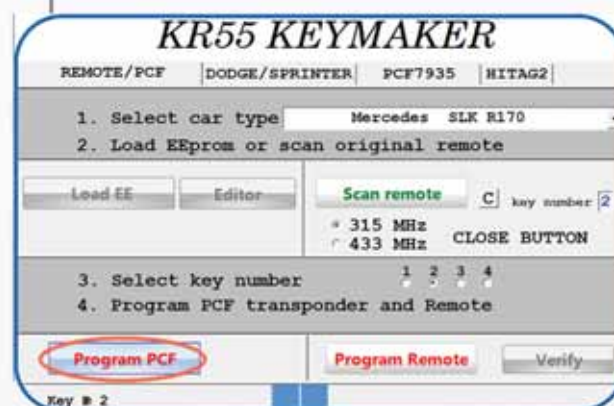 KR55 KEYMAKER
REMOTE/PCF DODGE/SPRINTER PCF7935 HITAG2
1. Select car type Mercedes SLK R170
2. Load EEprom or scan original remote
Load EE Editor Scan remote C key number 2
315 MHz
433 MHz CLOSE BUTTON
3. Select key number 1 2 3 4
4. Program PCF transponder and Remote
Program PCF Program Remote Verify
Key № 2